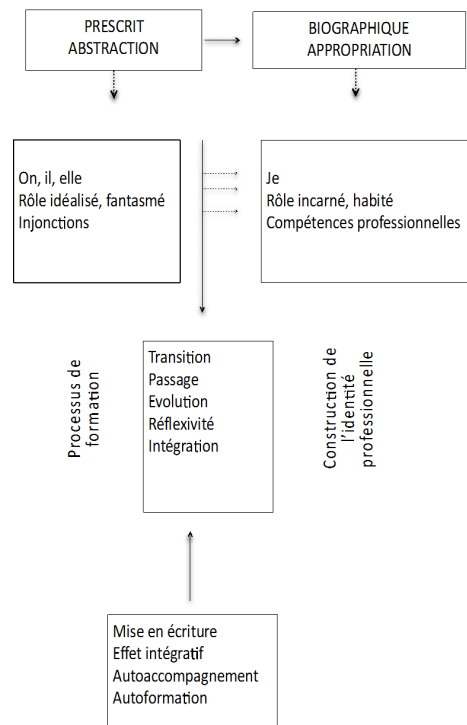 PRESCRIT
ABSTRACTION
BIOGRAPHIQUE
APPROPRIATION
On, il, elle
Rôle idéalisé, fantasmé
Injonctions
Je
Rôle incarné, habité
Compétences professionnelles
Processus de
formation
Transition
Passage
Evolution
Réflexivité
Intégration
Construction de
l'identité
professionnelle
Mise en écriture
Effet intégratif
Autoaccompagnement
Autoformation